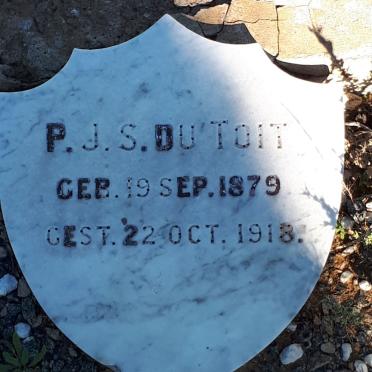 P.J.S. DU TOIT
GEB. 19 SEP. 1879
GEST. 22 OCT. 1918.